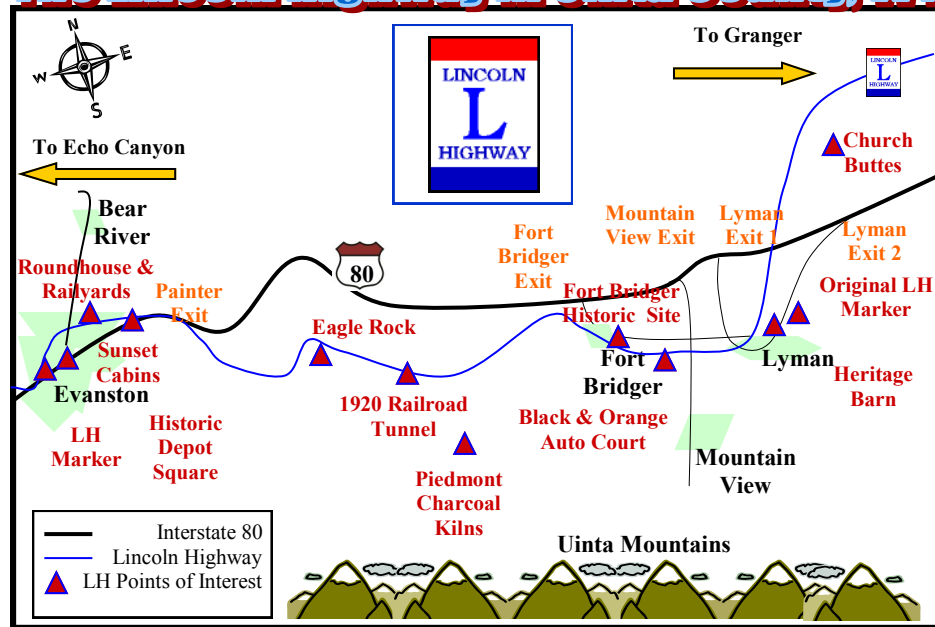 N
E
W
S
To Granger
LINCOLN
L
HIGHWAY
LINCOLN
L
HIGHWAY
To Echo Canyon
Church
Buttes
Bear
River
Mountain
View Exit
Lyman
Exit 1
Fort
Bridger
Exit
Lyman
Exit 2
Roundhouse &
Railyards
Painter
Exit
80
Fort Bridger
Historic Site
Original LH
Marker
Eagle Rock
Sunset
Cabins
Fort
Bridger
Lyman
Evanston
Heritage
Barn
1920 Railroad
Tunnel
Black & Orange
Auto Court
LH
Marker
Historic
Depot
Square
Mountain
View
Piedmont
Charcoal
Kilns
Interstate 80
Lincoln Highway
LH Points of Interest
Uinta Mountains